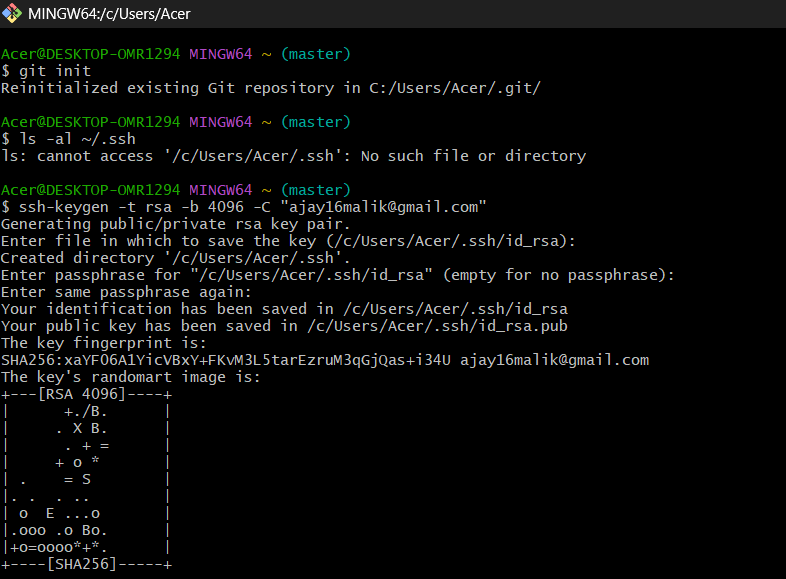 MINGW64:/c/Users/Acer
Acer@DESKTOP-OMR1294 MINGW64 ~ (master)
$ git init
Reinitialized existing Git repository in C:/Users/Acer/.git/
Acer@DESKTOP-OMR1294 MINGW64 ~ (master)
$ ls -al ~/.ssh
ls: cannot access '/c/Users/Acer/.ssh': No such file or directory
Acer@DESKTOP-OMR1294 MINGW64 ~ (master)
$ ssh-keygen -t rsa -b 4096 -C "ajay16malik@gmail.com"
Generating public/private rsa key pair.
Enter file in which to save the key (/c/Users/Acer/.ssh/id_rsa):
Created directory '/c/Users/Acer/.ssh'.
Enter passphrase for "/c/Users/Acer/.ssh/id_rsa" (empty for no passphrase):
Enter same passphrase again:
Your identification has been saved in /c/Users/Acer/.ssh/id_rsa
Your public key has been saved in /c/Users/Acer/.ssh/id_rsa.pub
The key fingerprint is:
SHA256:xaYF06A1YicVBxY+FKvM3L5tarEzruM3qGjQas+i34U ajay16malik@gmail.com
The key's randomart image is:
+---[RSA 4096]----+
|      +./B.      |
|     . X B.      |
|      . + =      |
|     + o *       |
| .    = S        |
|. .  . ..        |
| o  E ...o       |
|.ooo .o Bo.      |
|+o=oooo*+*.      |
+----[SHA256]-----+